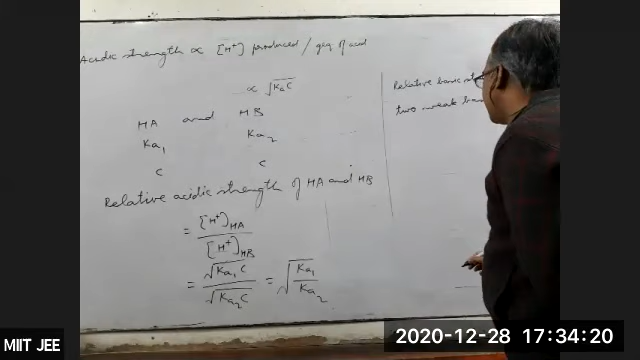 Acidic strength ∝ [H⁺] produced / geq of acid
∝ √KaC
HA and HB
Ka₁ Ka₂
C C
Relative acidic strength of HA and HB
= [H⁺]HA / [H⁺]HB
= √Ka₁C / √Ka₂C = √(Ka₁ / Ka₂)
Relative basic
two weak
MIIT JEE
2020-12-28 17:34:20